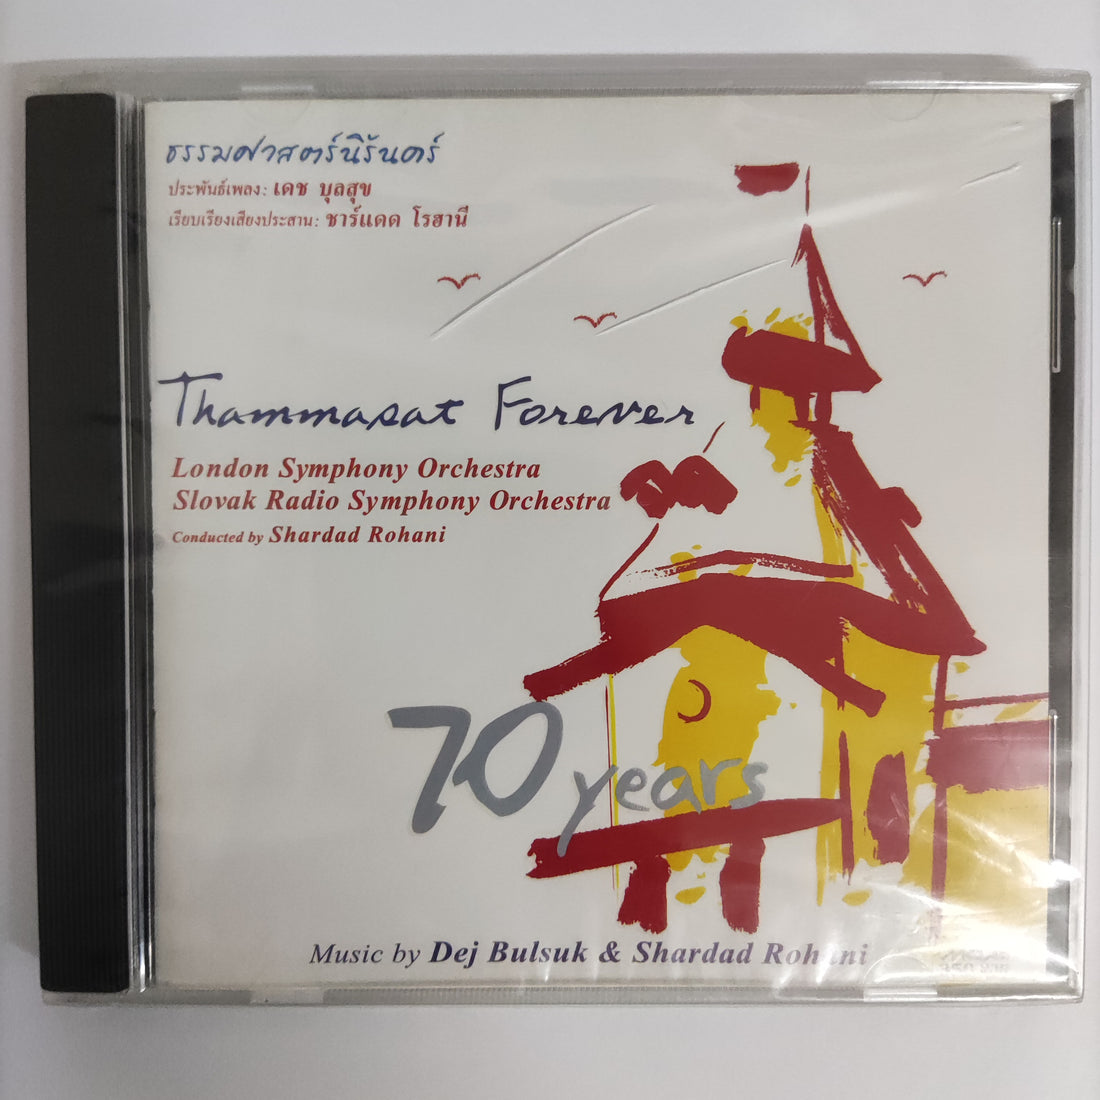 ธรรมศาสตร์นิรันดร์
ประพันธ์เพลง: เดช บุลสุข
เรียบเรียงเสียงประสาน: ชาร์แดด โรฮานี
Thammasat Forever
London Symphony Orchestra
Slovak Radio Symphony Orchestra
Conducted by Shardad Rohani
70 years
Music by Dej Bulsuk & Shardad Rohani